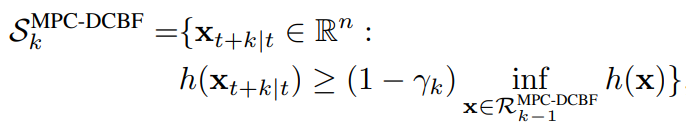 $\mathcal{S}_k^{\text{MPC-DCBF}} = \{\mathbf{x}_{t+k|t} \in \mathbb{R}^n :$
$h(\mathbf{x}_{t+k|t}) \geq (1 - \gamma_k) \inf_{\mathbf{x} \in \mathcal{R}_{k-1}^{\text{MPC-DCBF}}} h(\mathbf{x})\}$